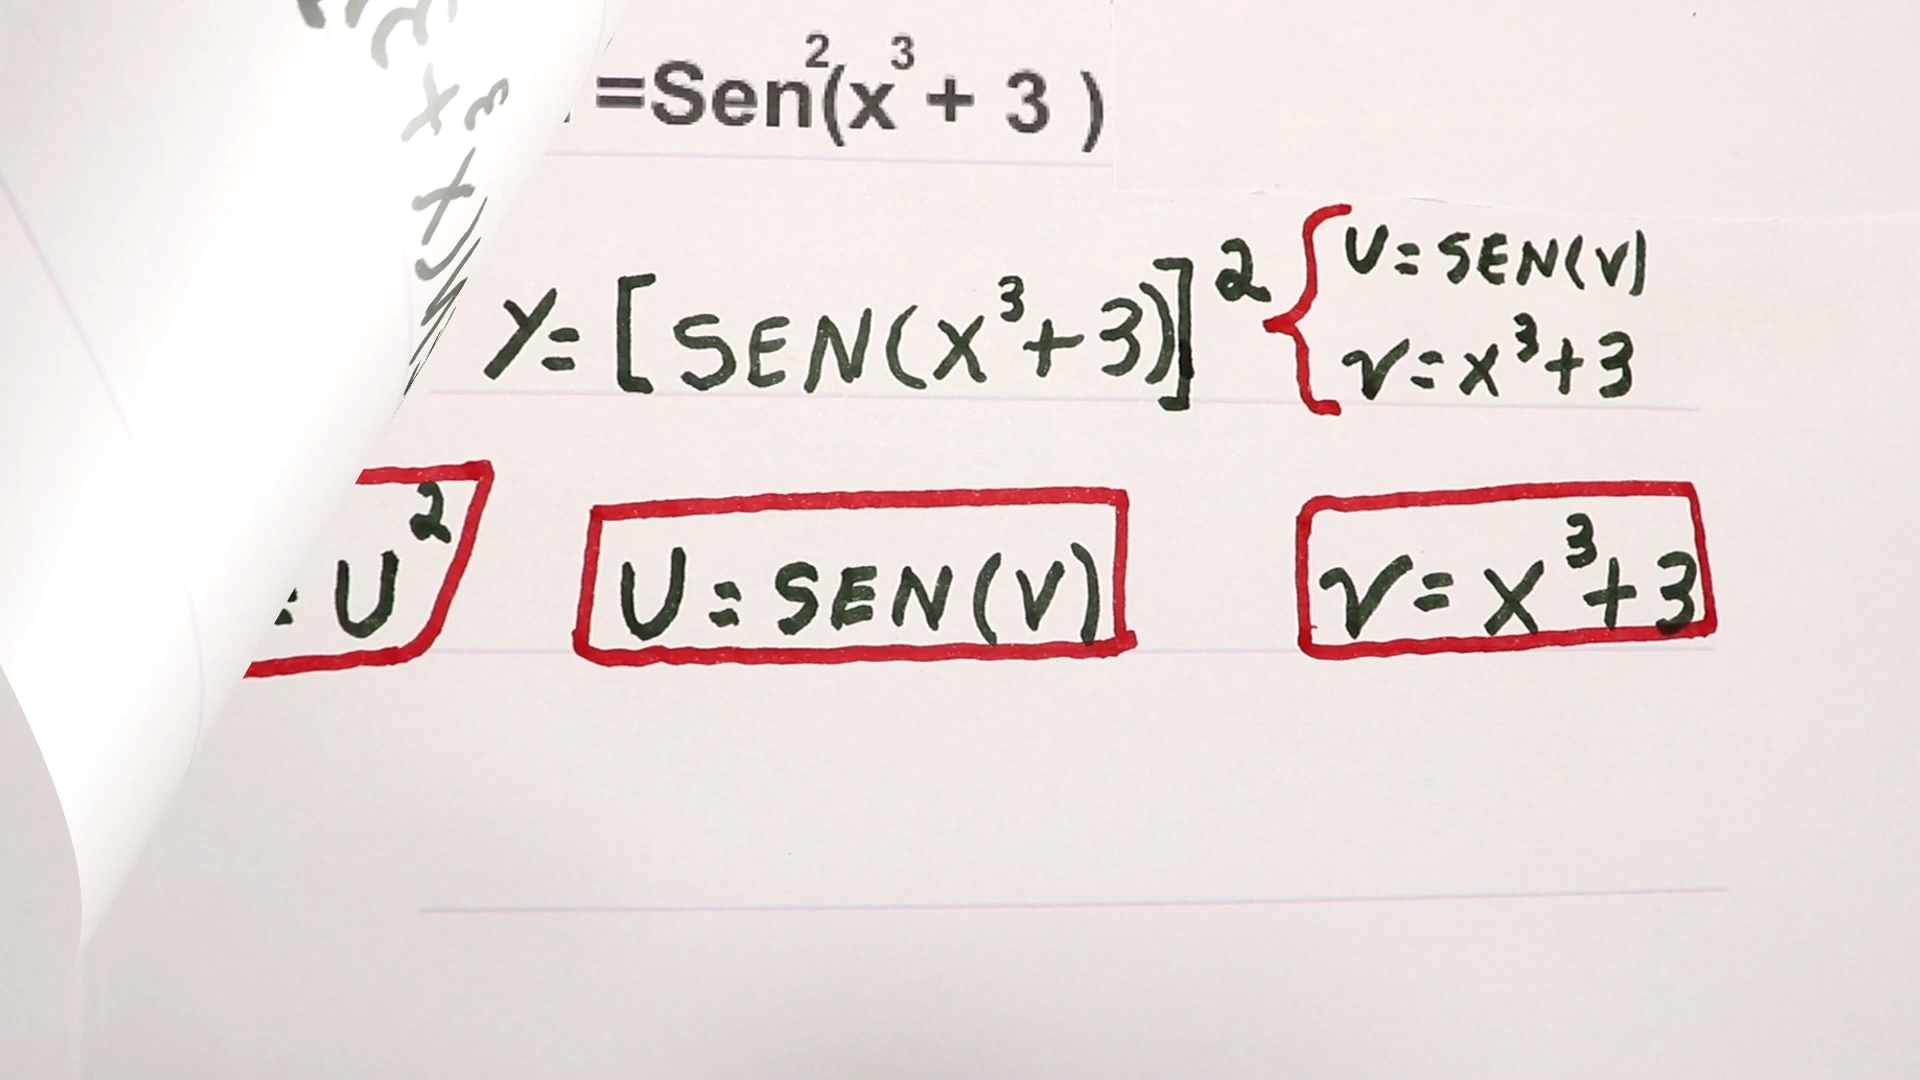 =Sen²(x³ + 3 )
Y= [SEN(X³+3)]²
U= SEN(V)
V= X³+3
= U²
U= SEN(V)
V= X³+3